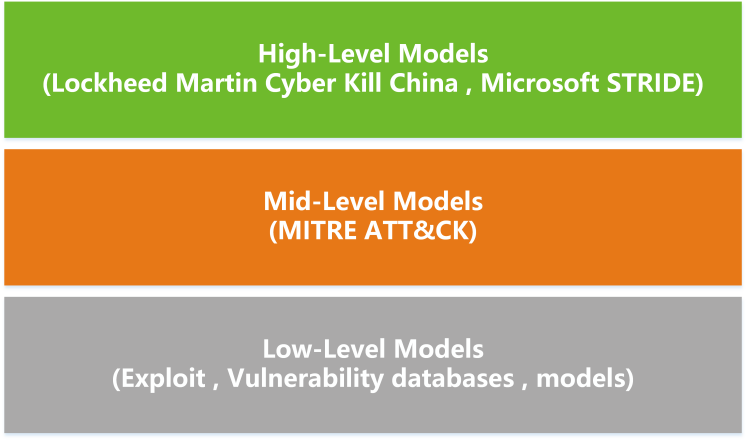 High-Level Models
(Lockheed Martin Cyber Kill China , Microsoft STRIDE)
Mid-Level Models
(MITRE ATT&CK)
Low-Level Models
(Exploit , Vulnerability databases , models)